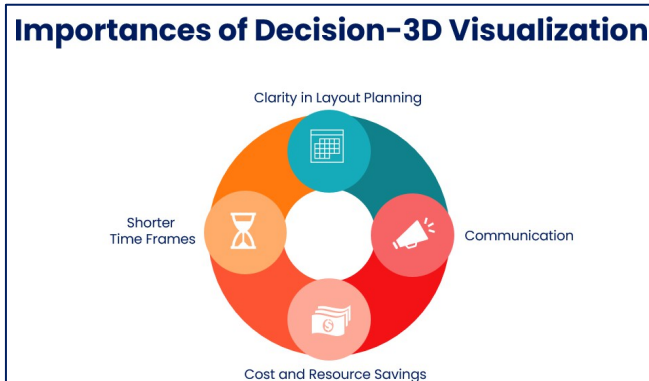 Importances of Decision-3D Visualization
Clarity in Layout Planning
Shorter
Time Frames
Communication
$
Cost and Resource Savings